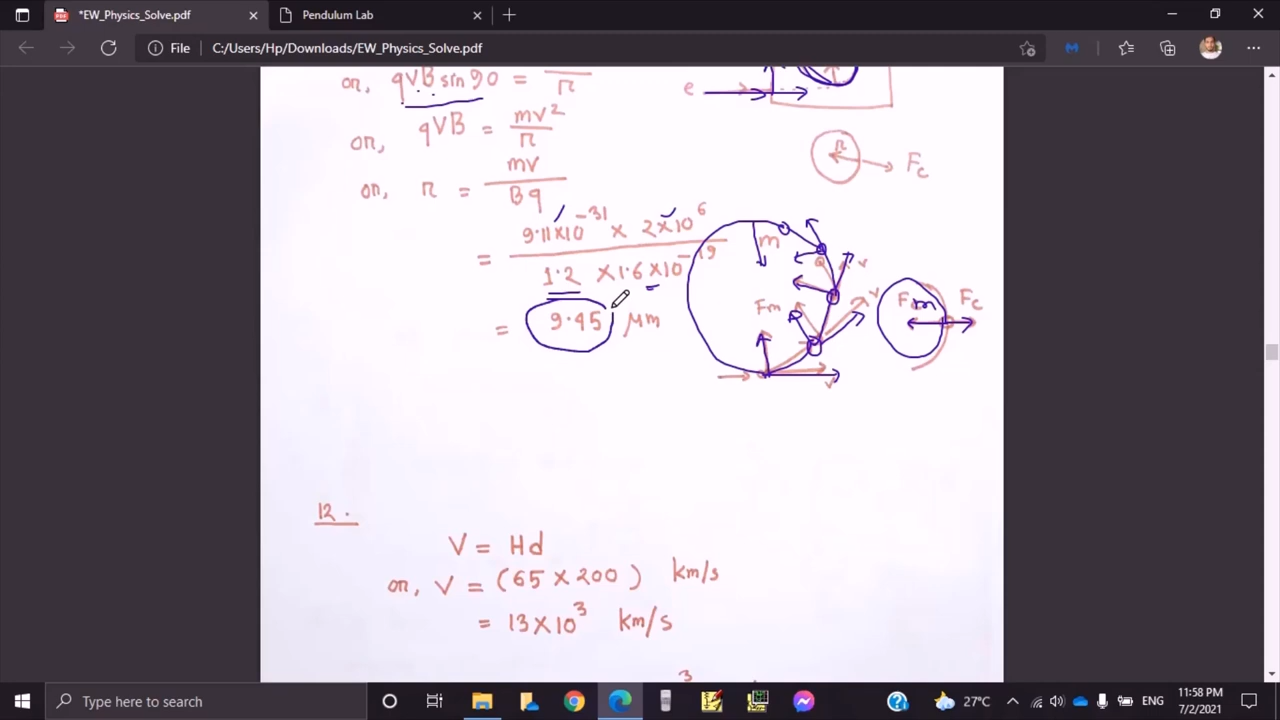 *EW_Physics_Solve.pdf
Pendulum Lab
File C:/Users/Hp/Downloads/EW_Physics_Solve.pdf
or, qVB sin 90 = r
e
or, qVB = mv² / r
r Fc
or, r = mv / Bq
= 9.11×10⁻³¹ × 2×10⁶ / 1.2 × 1.6 × 10⁻¹⁹
m
v
Fm v Fm Fc
= 9.45 μm
v
12.
V = Hd
or, V = (65 × 200) km/s
= 13×10³ km/s
3
Type here to search
27°C ENG 11:58 PM
7/2/2021